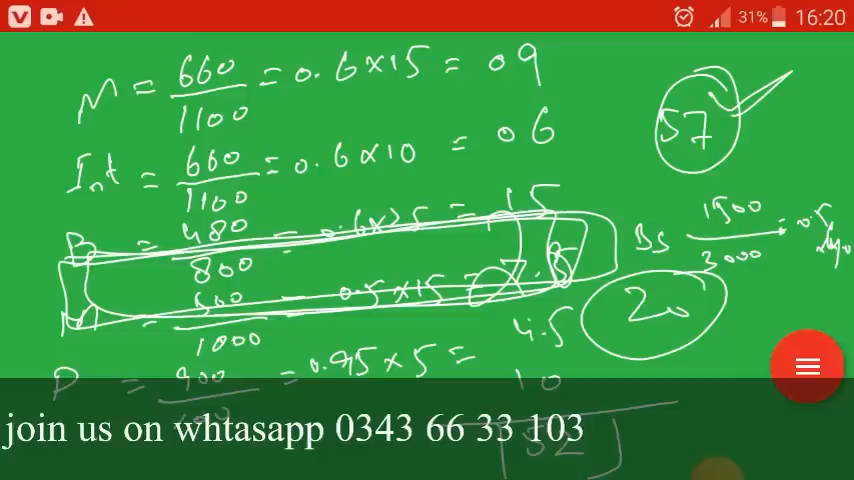 31% 16:20
M = 660/1100 = 0.6×15 = 09
57
Int = 660/1100 = 0.6×10 = 06
B = 480/800 = 0.6×25 = 15
BS 1500/3000 = 0.5
M = 500/1000 = 0.5×15 = 7.5
20
4.5
P = 900 = 0.95×5 =
10
52
join us on whtasapp 0343 66 33 103